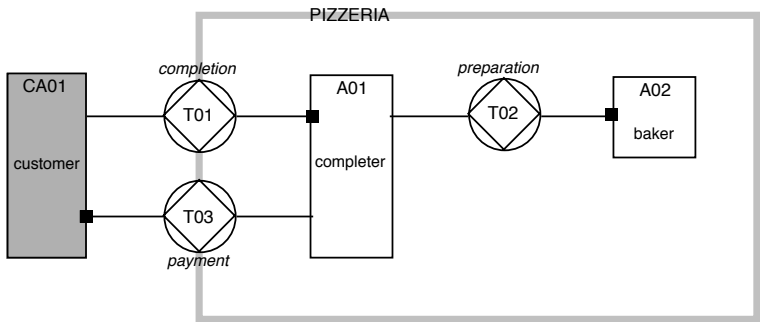 PIZZERIA
completion
preparation
CA01
A01
A02
T01
T02
baker
customer
completer
T03
payment